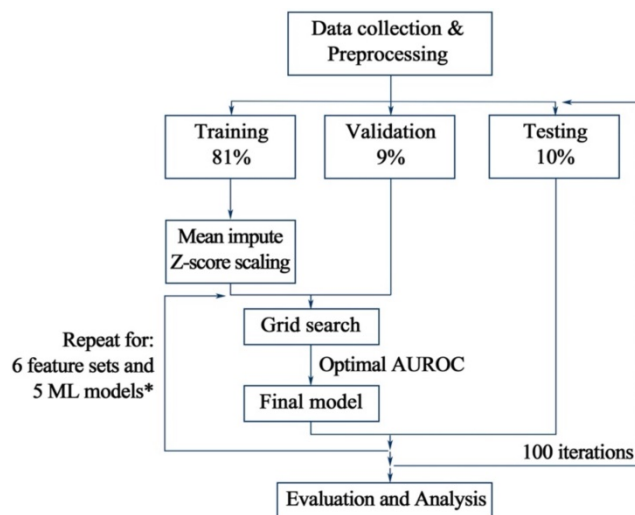 Data collection &
Preprocessing
Training
81%
Validation
9%
Testing
10%
Mean impute
Z-score scaling
Grid search
Repeat for:
6 feature sets and
5 ML models*
Optimal AUROC
Final model
100 iterations
Evaluation and Analysis